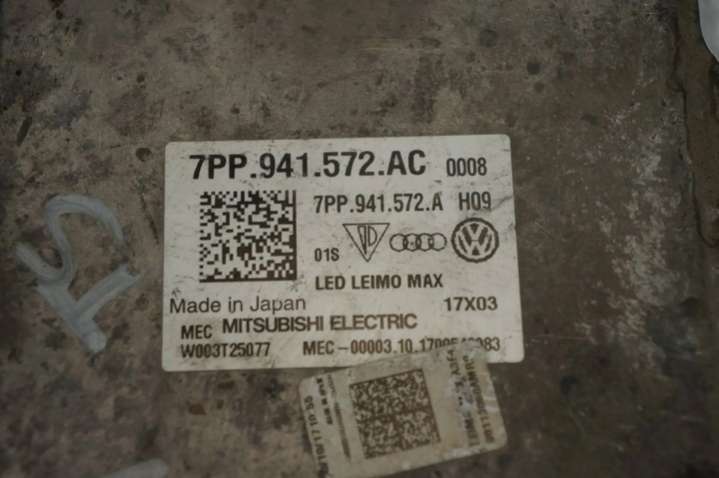 7PP.941.572.AC 0008
7PP.941.572.A H09
01S
LED LEIMO MAX
Made in Japan 17X03
MEC MITSUBISHI ELECTRIC
W003T25077
ST